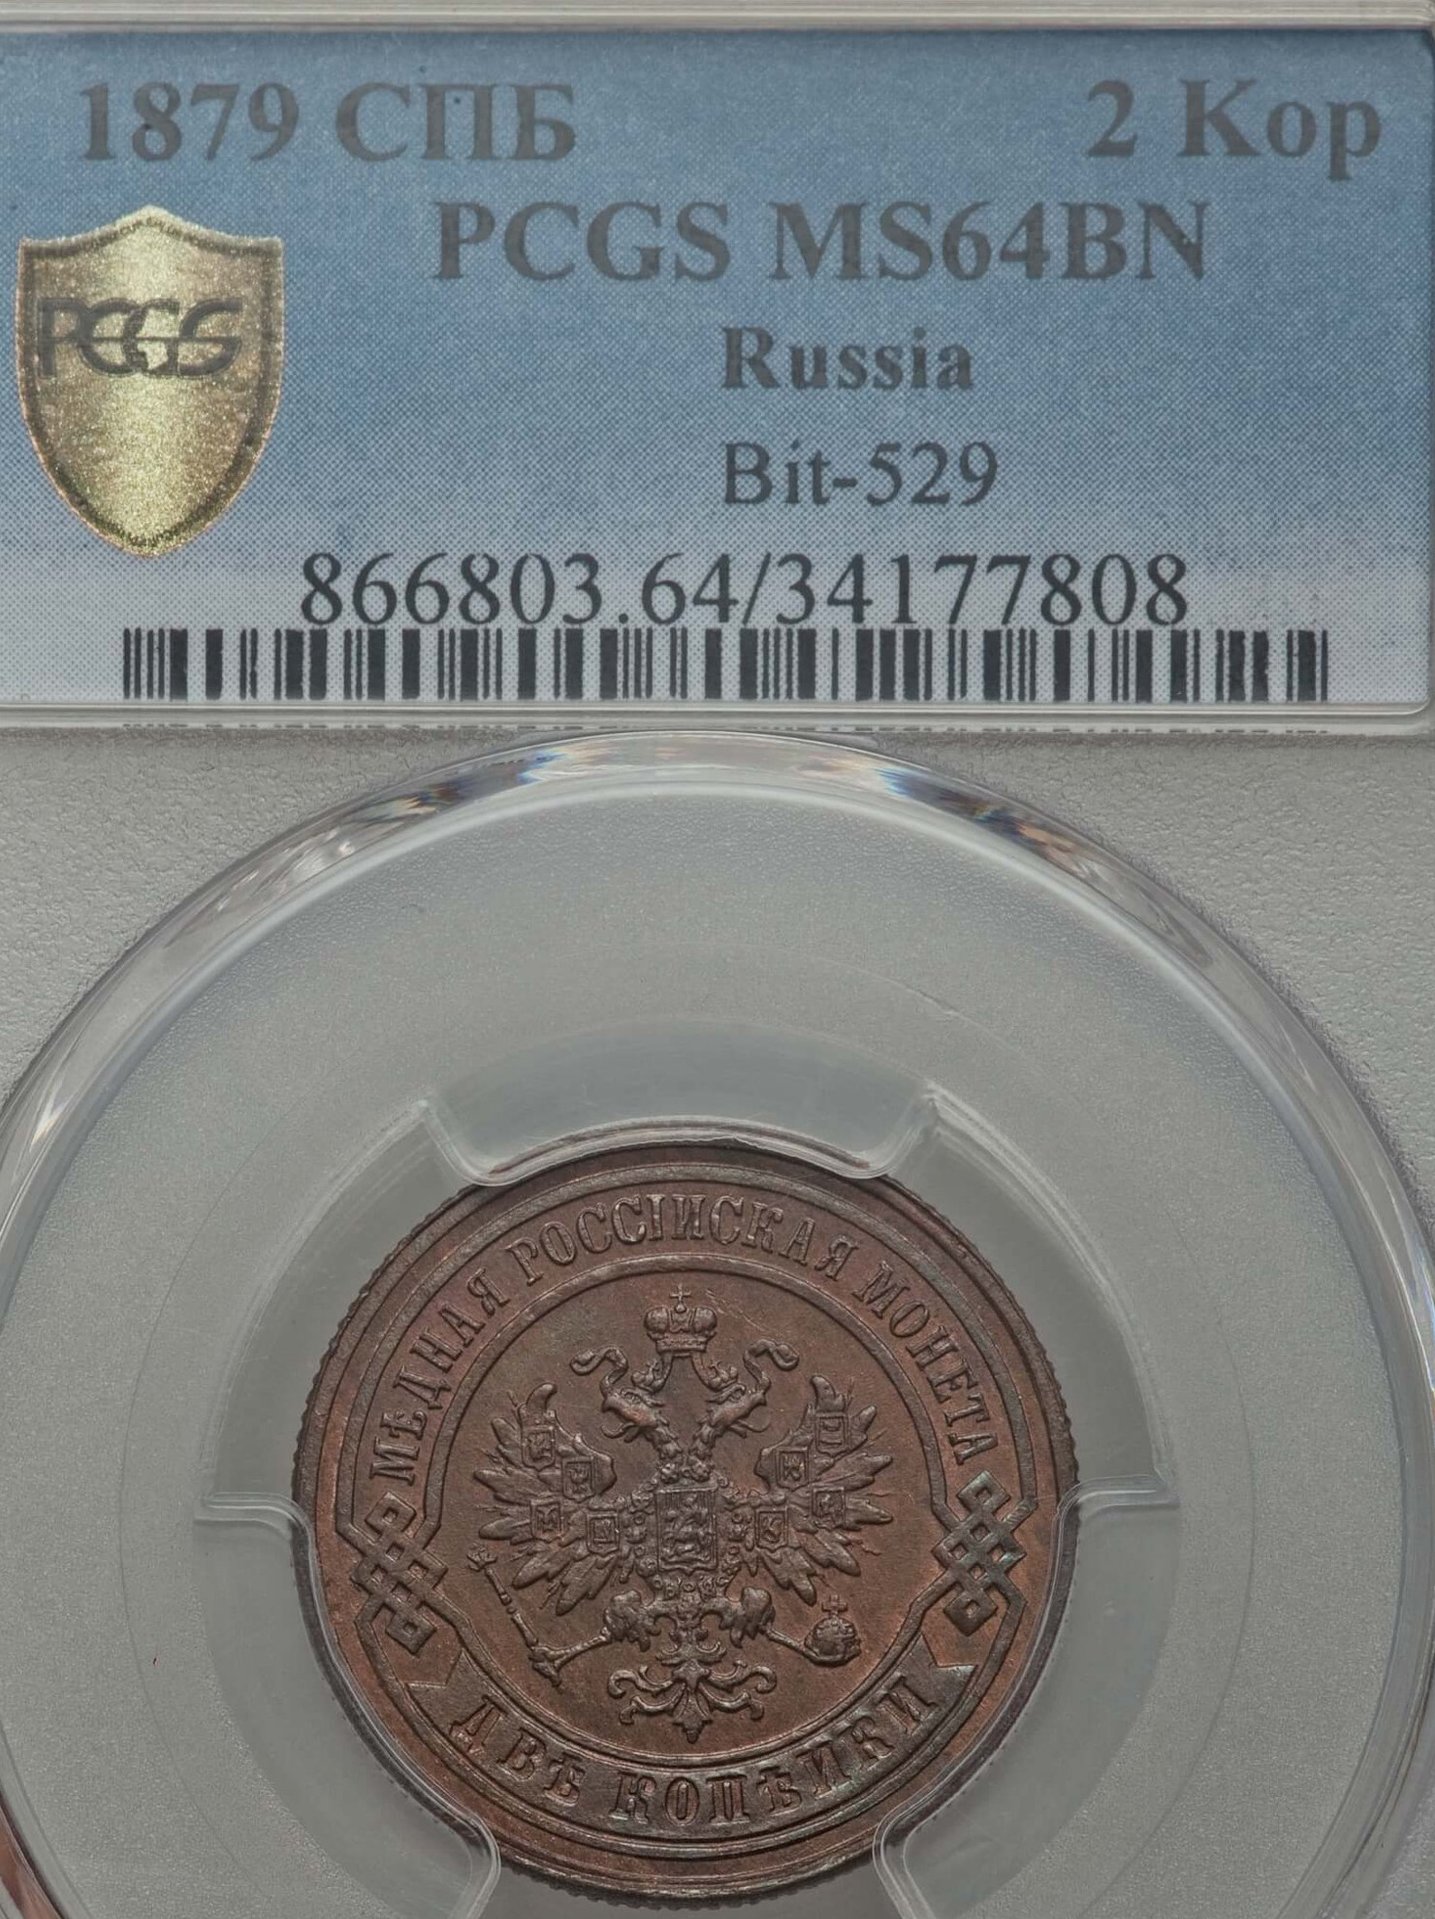 1879 СПБ 2 Kop
PCGS MS64BN
PCGS
Russia
Bit-529
866803.64/34177808
МѢДНАЯ РОССІЙСКАЯ МОНЕТА
ДВѢ КОПѢЙКИ